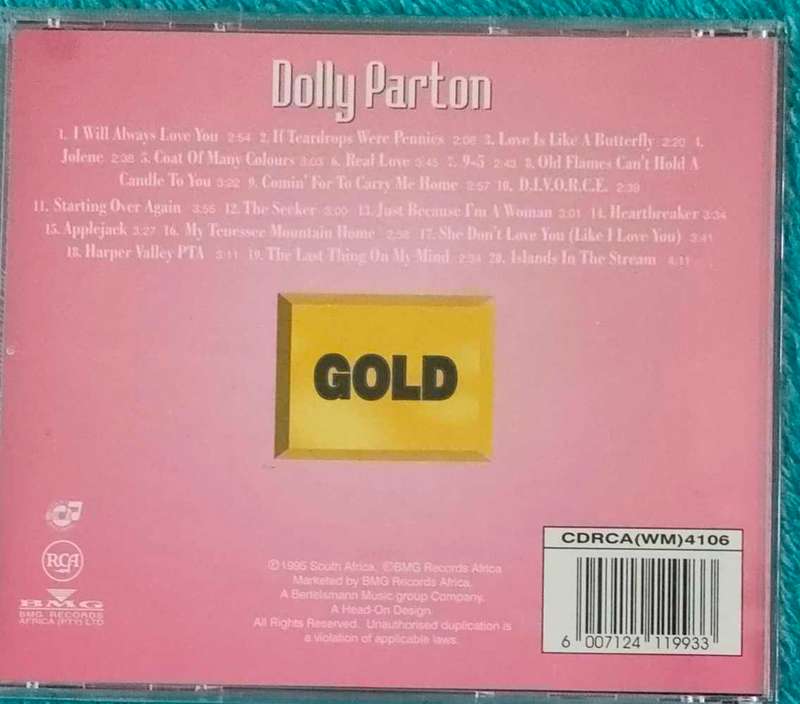 Dolly Parton
1. I Will Always Love You 2:54 2. If Teardrops Were Pennies 2:06 3. Love Is Like A Butterfly 2:20 4.
Jolene 2:38 5. Coat Of Many Colours 3:03 6. Real Love 3:45 7. 9-5 2:43 8. Old Flames Can't Hold A
Candle To You 3:22 9. Comin' For To Carry Me Home 2:57 10. D.I.V.O.R.C.E. 2:39
11. Starting Over Again 3:56 12. The Seeker 3:00 13. Just Because I'm A Woman 3:01 14. Heartbreaker 3:34
15. Applejack 3:27 16. My Tenessee Mountain Home 2:38 17. She Don't Love You (Like I Love You) 3:41
18. Harper Valley PTA 3:11 19. The Last Thing On My Mind 2:34 20. Islands In The Stream 4:11
GOLD
RCA
BMG
BMG RECORDS
AFRICA (PTY) LTD
℗1995 South Africa. ©BMG Records Africa
Marketed by BMG Records Africa,
A Bertelsmann Music group Company.
A Head-On Design.
All Rights Reserved. Unauthorised duplication is
a violation of applicable laws.
CDRCA(WM)4106
6 007124 119933